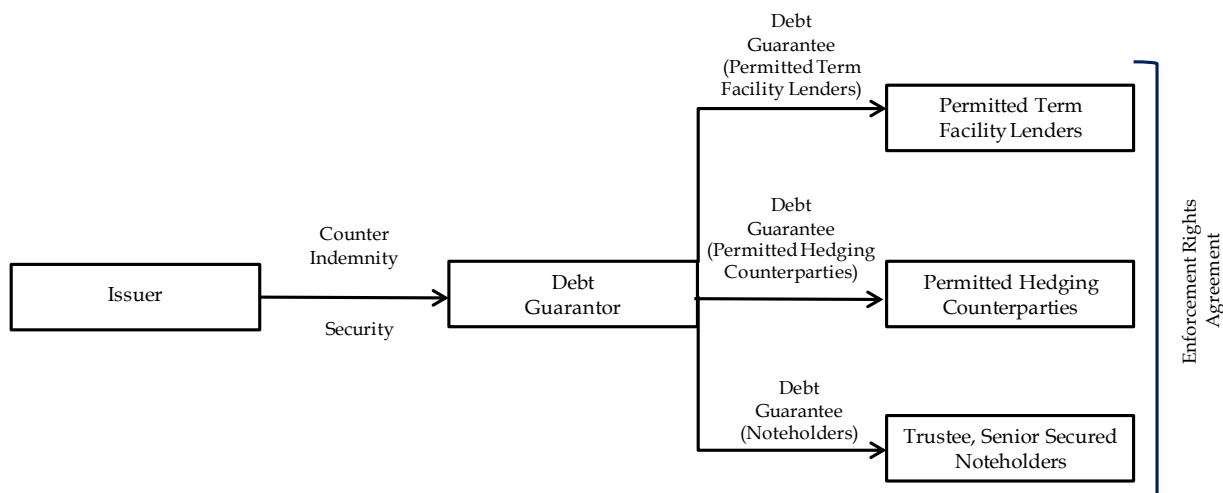 Debt
Guarantee
(Permitted Term
Facility Lenders)
Permitted Term
Facility Lenders
Counter
Indemnity
Security
Issuer
Debt
Guarantor
Debt
Guarantee
(Permitted Hedging
Counterparties)
Permitted Hedging
Counterparties
Debt
Guarantee
(Noteholders)
Trustee, Senior Secured
Noteholders
Enforcement Rights
Agreement